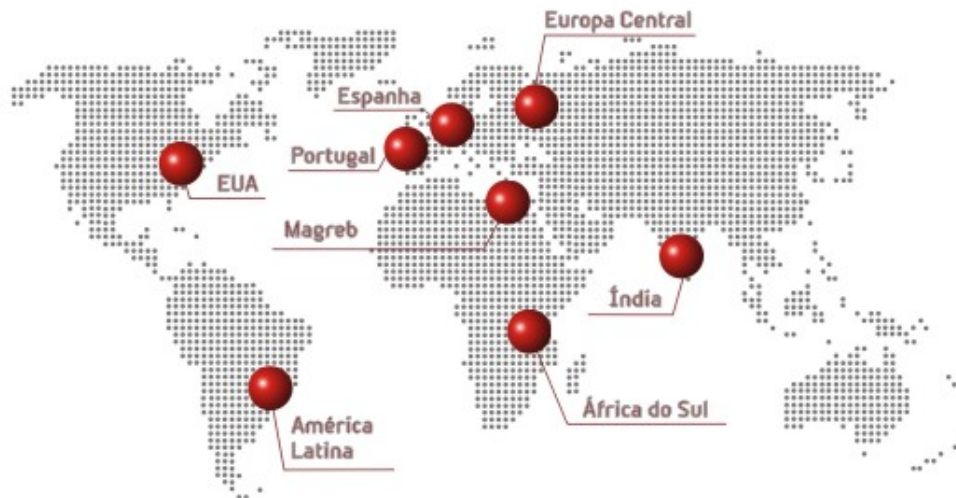 Europa Central
Espanha
Portugal
EUA
Magreb
Índia
África do Sul
América
Latina